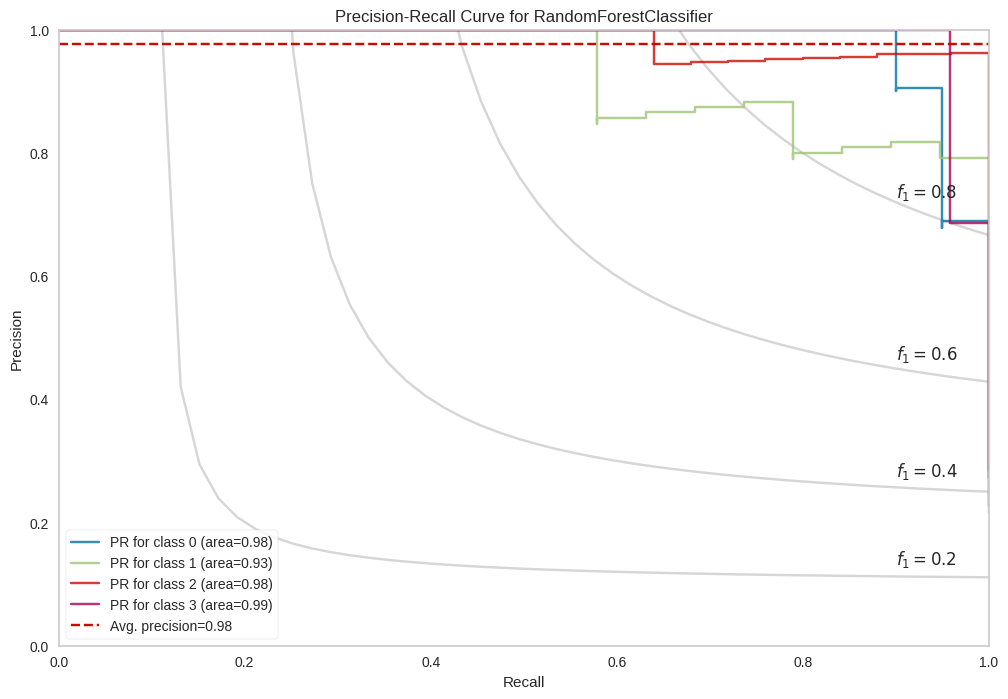 Precision-Recall Curve for RandomForestClassifier
1.0
0.8
0.6
0.4
0.2
0.0
Precision
f1 = 0.8
f1 = 0.6
f1 = 0.4
f1 = 0.2
PR for class 0 (area=0.98)
PR for class 1 (area=0.93)
PR for class 2 (area=0.98)
PR for class 3 (area=0.99)
Avg. precision=0.98
0.0 0.2 0.4 0.6 0.8 1.0
Recall